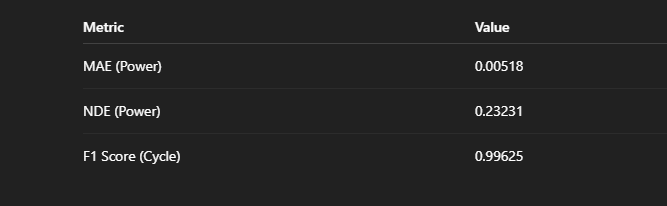 Metric Value
MAE (Power) 0.00518
NDE (Power) 0.23231
F1 Score (Cycle) 0.99625